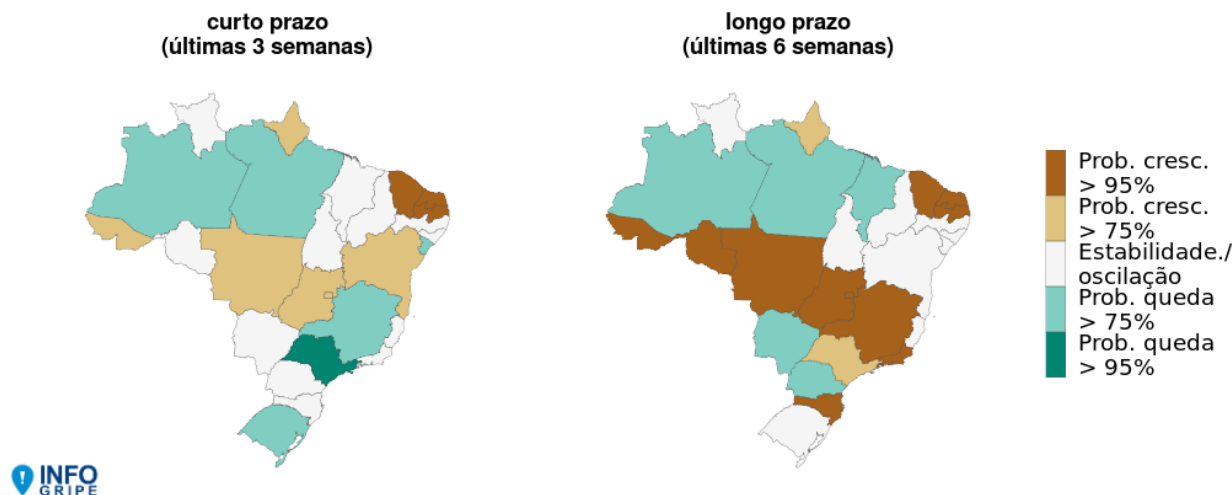 curto prazo
(últimas 3 semanas)
longo prazo
(últimas 6 semanas)
Prob. cresc.
> 95%
Prob. cresc.
> 75%
Estabilidade./
oscilação
Prob. queda
> 75%
Prob. queda
> 95%
INFO
GRIPE